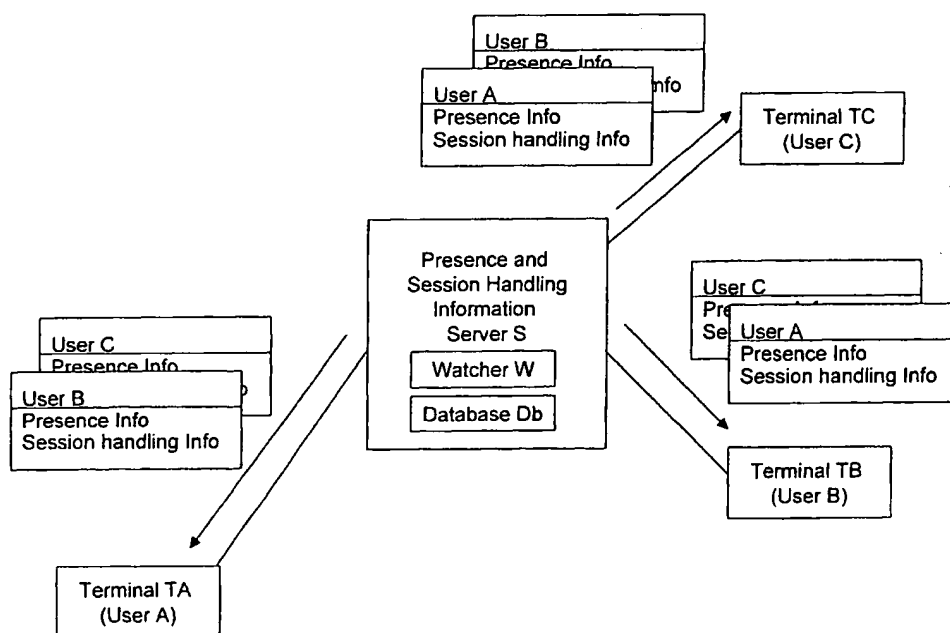 User B
Presence Info
nfo
User A
Presence Info
Session handling Info
Terminal TC
(User C)
Presence and
Session Handling
Information
Server S
Watcher W
Database Db
User C
Pre
Se
User A
Presence Info
Session handling Info
User C
Presence Info
User B
Presence Info
Session handling Info
Terminal TB
(User B)
Terminal TA
(User A)